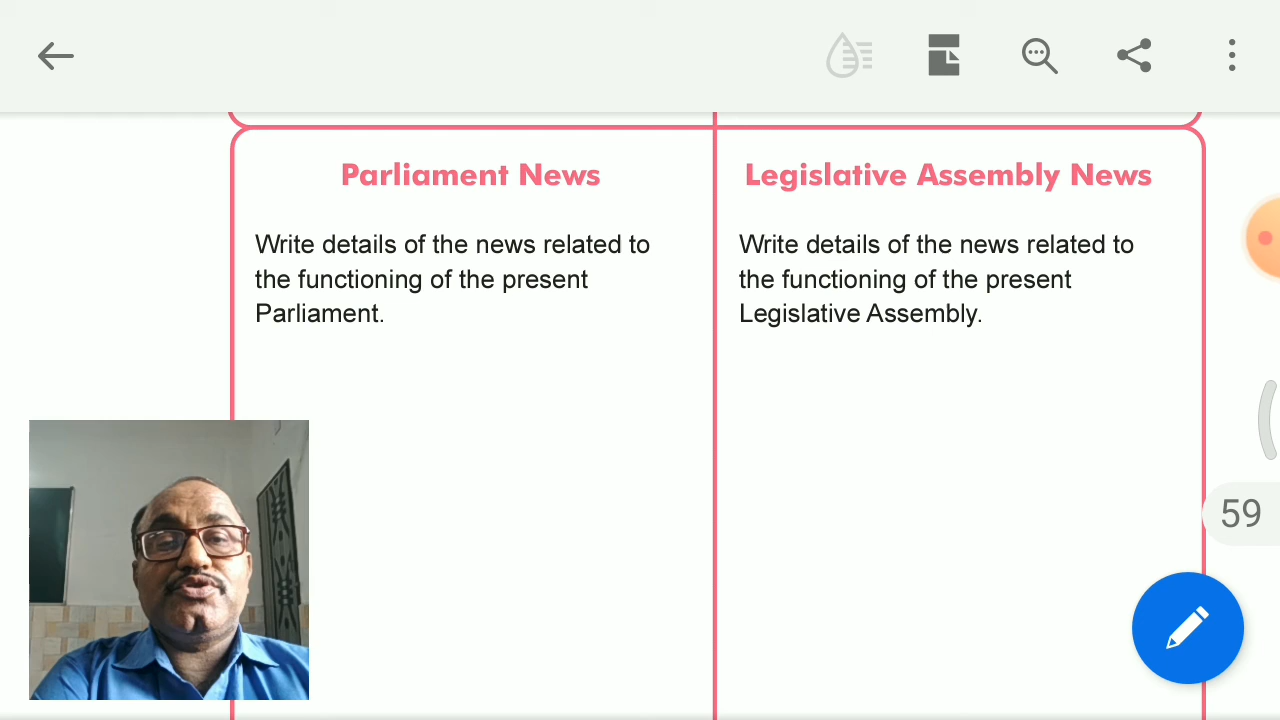 Parliament News
Write details of the news related to
the functioning of the present
Parliament.
Legislative Assembly News
Write details of the news related to
the functioning of the present
Legislative Assembly.
59